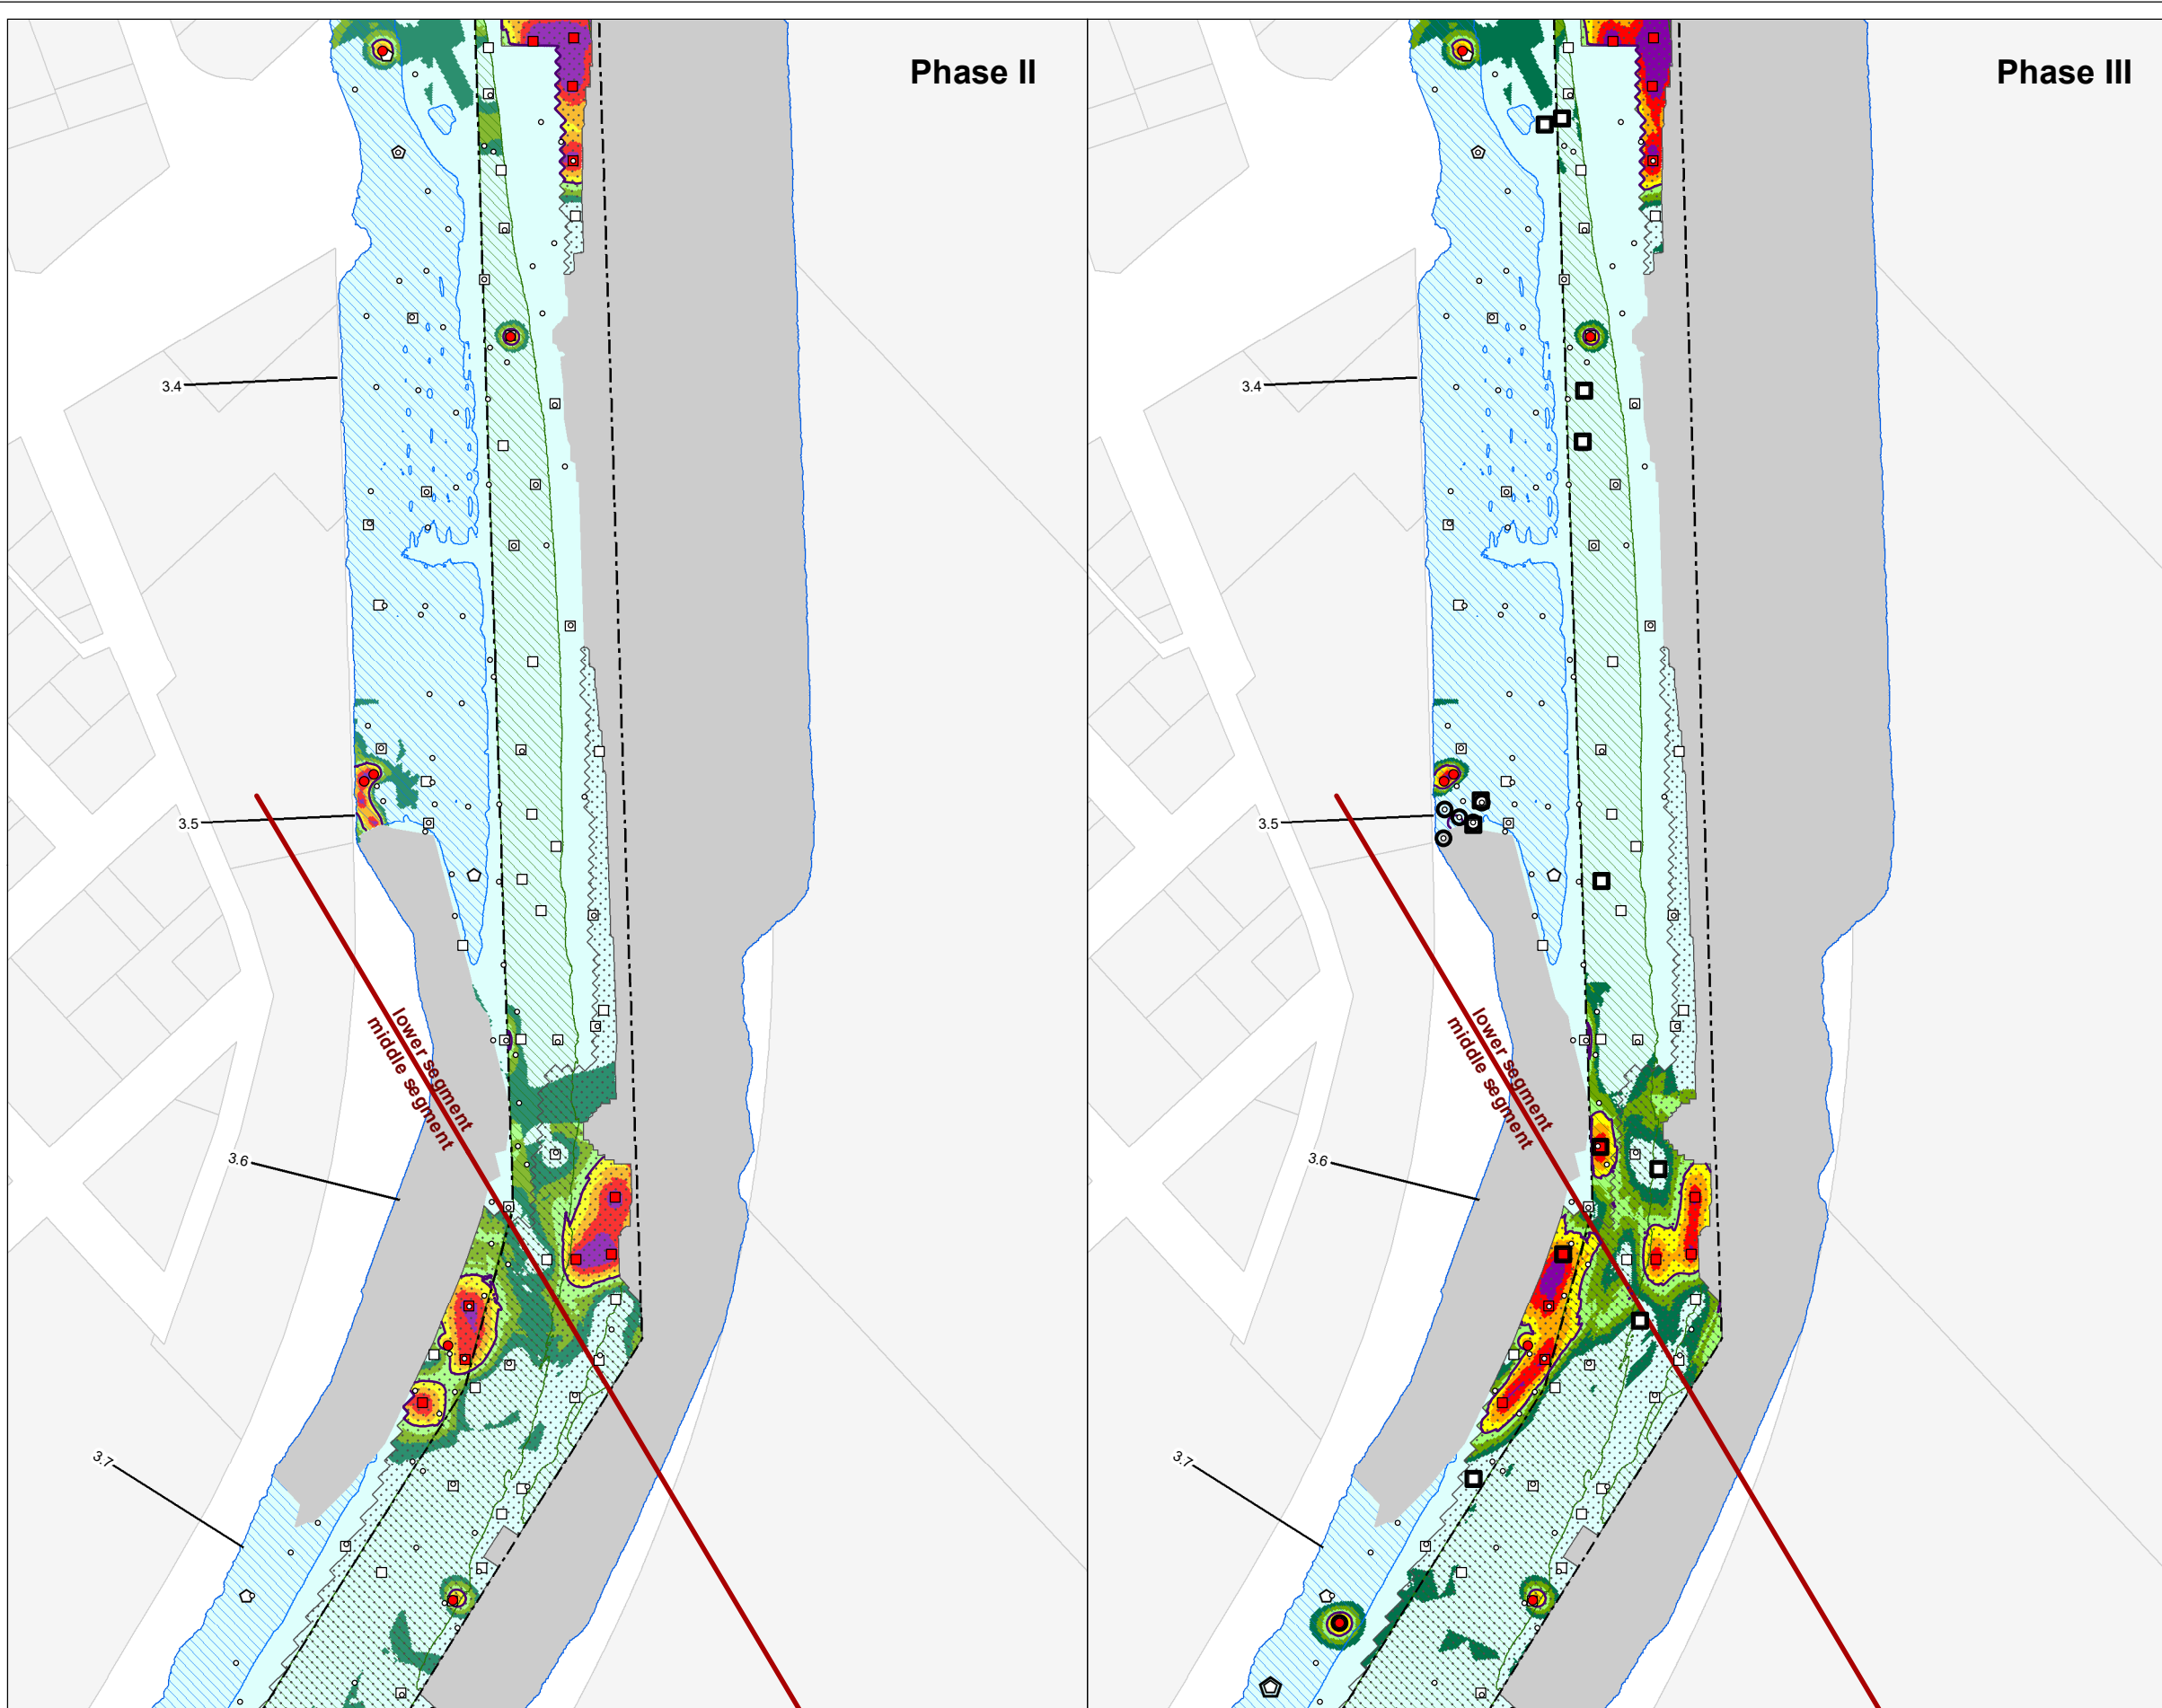 Phase II
3.4
3.5
lower segment
middle segment
3.6
3.7
Phase III
3.4
3.5
lower segment
middle segment
3.6
3.7